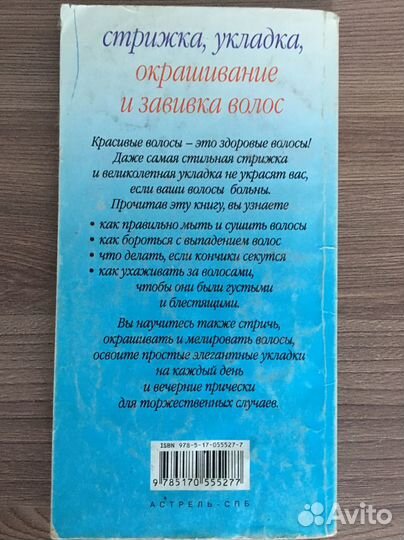 стрижка, укладка,
окрашивание
и завивка волос
Красивые волосы – это здоровые волосы!
Даже самая стильная стрижка
и великолепная укладка не украсят вас,
если ваши волосы больны.
Прочитав эту книгу, вы узнаете
• как правильно мыть и сушить волосы
• как бороться с выпадением волос
• что делать, если кончики секутся
• как ухаживать за волосами,
чтобы они были густыми
и блестящими.
Вы научитесь также стричь,
окрашивать и мелировать волосы,
освоите простые элегантные укладки
на каждый день
и вечерние прически
для торжественных случаев.
ISBN 978-5-17-055527-7
9 785170 555277
АСТРЕЛЬ-СПБ
Avito